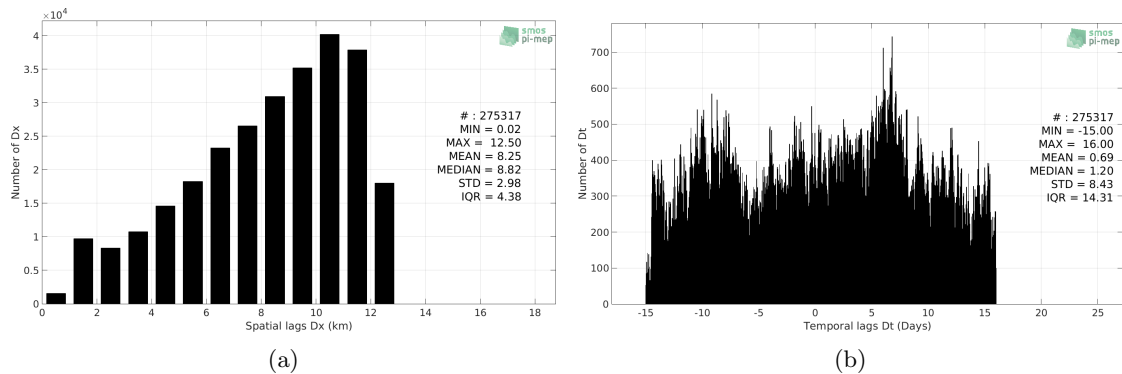 ×10⁴
4
3.5
3
2.5
2
1.5
1
0.5
0
Number of Dx
0 2 4 6 8 10 12 14 16 18
Spatial lags Dx (km)
smos
pi-mep
# : 275317
MIN = 0.02
MAX = 12.50
MEAN = 8.25
MEDIAN = 8.82
STD = 2.98
IQR = 4.38
(a)
700
600
500
400
300
200
100
0
Number of Dt
-15 -10 -5 0 5 10 15 20 25
Temporal lags Dt (Days)
smos
pi-mep
# : 275317
MIN = -15.00
MAX = 16.00
MEAN = 0.69
MEDIAN = 1.20
STD = 8.43
IQR = 14.31
(b)